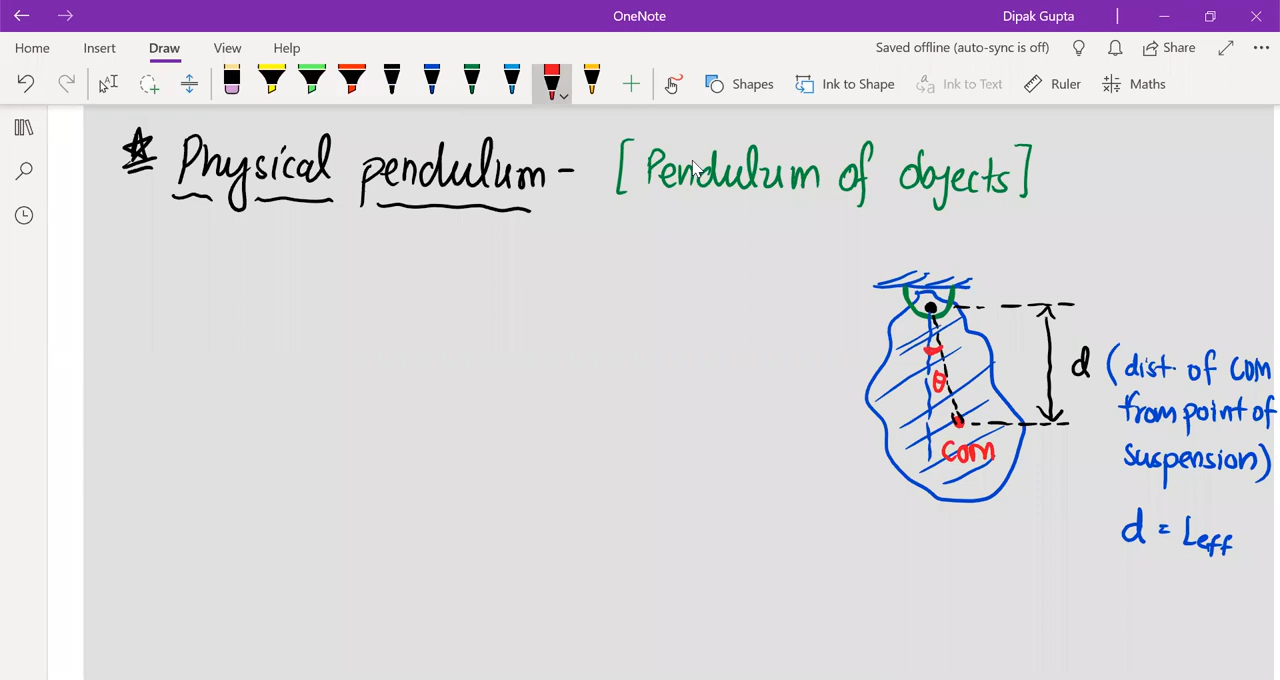 OneNote
Dipak Gupta
Home Insert Draw View Help
Saved offline (auto-sync is off)
Share
Shapes
Ink to Shape
Ink to Text
Ruler
Maths
Physical pendulum - [Pendulum of objects]
d (dist. of COM
from point of
suspension)
θ
COM
d = Leff